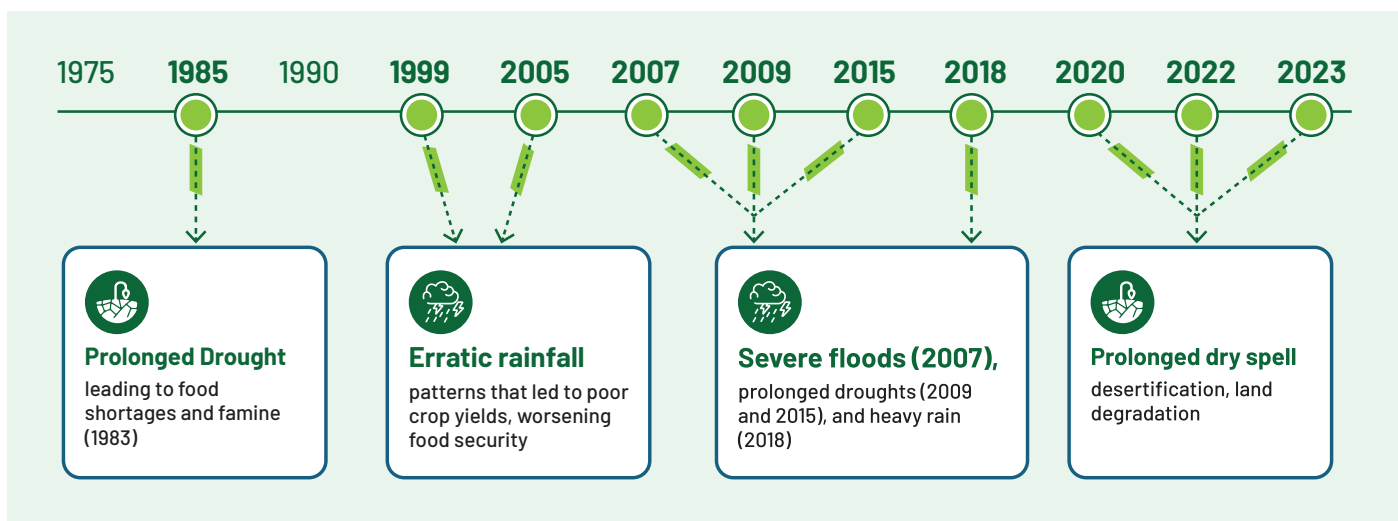 1975 1985 1990 1999 2005 2007 2009 2015 2018 2020 2022 2023
Prolonged Drought
leading to food
shortages and famine
(1983)
Erratic rainfall
patterns that led to poor
crop yields, worsening
food security
Severe floods (2007),
prolonged droughts (2009
and 2015), and heavy rain
(2018)
Prolonged dry spell
desertification, land
degradation